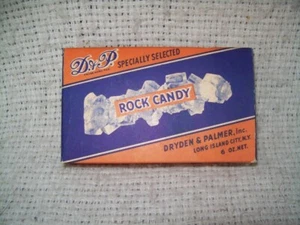 D&P. SPECIALLY SELECTED
ROCK CANDY
DRYDEN & PALMER, Inc.
LONG ISLAND CITY, N.Y.
6 OZ. NET.